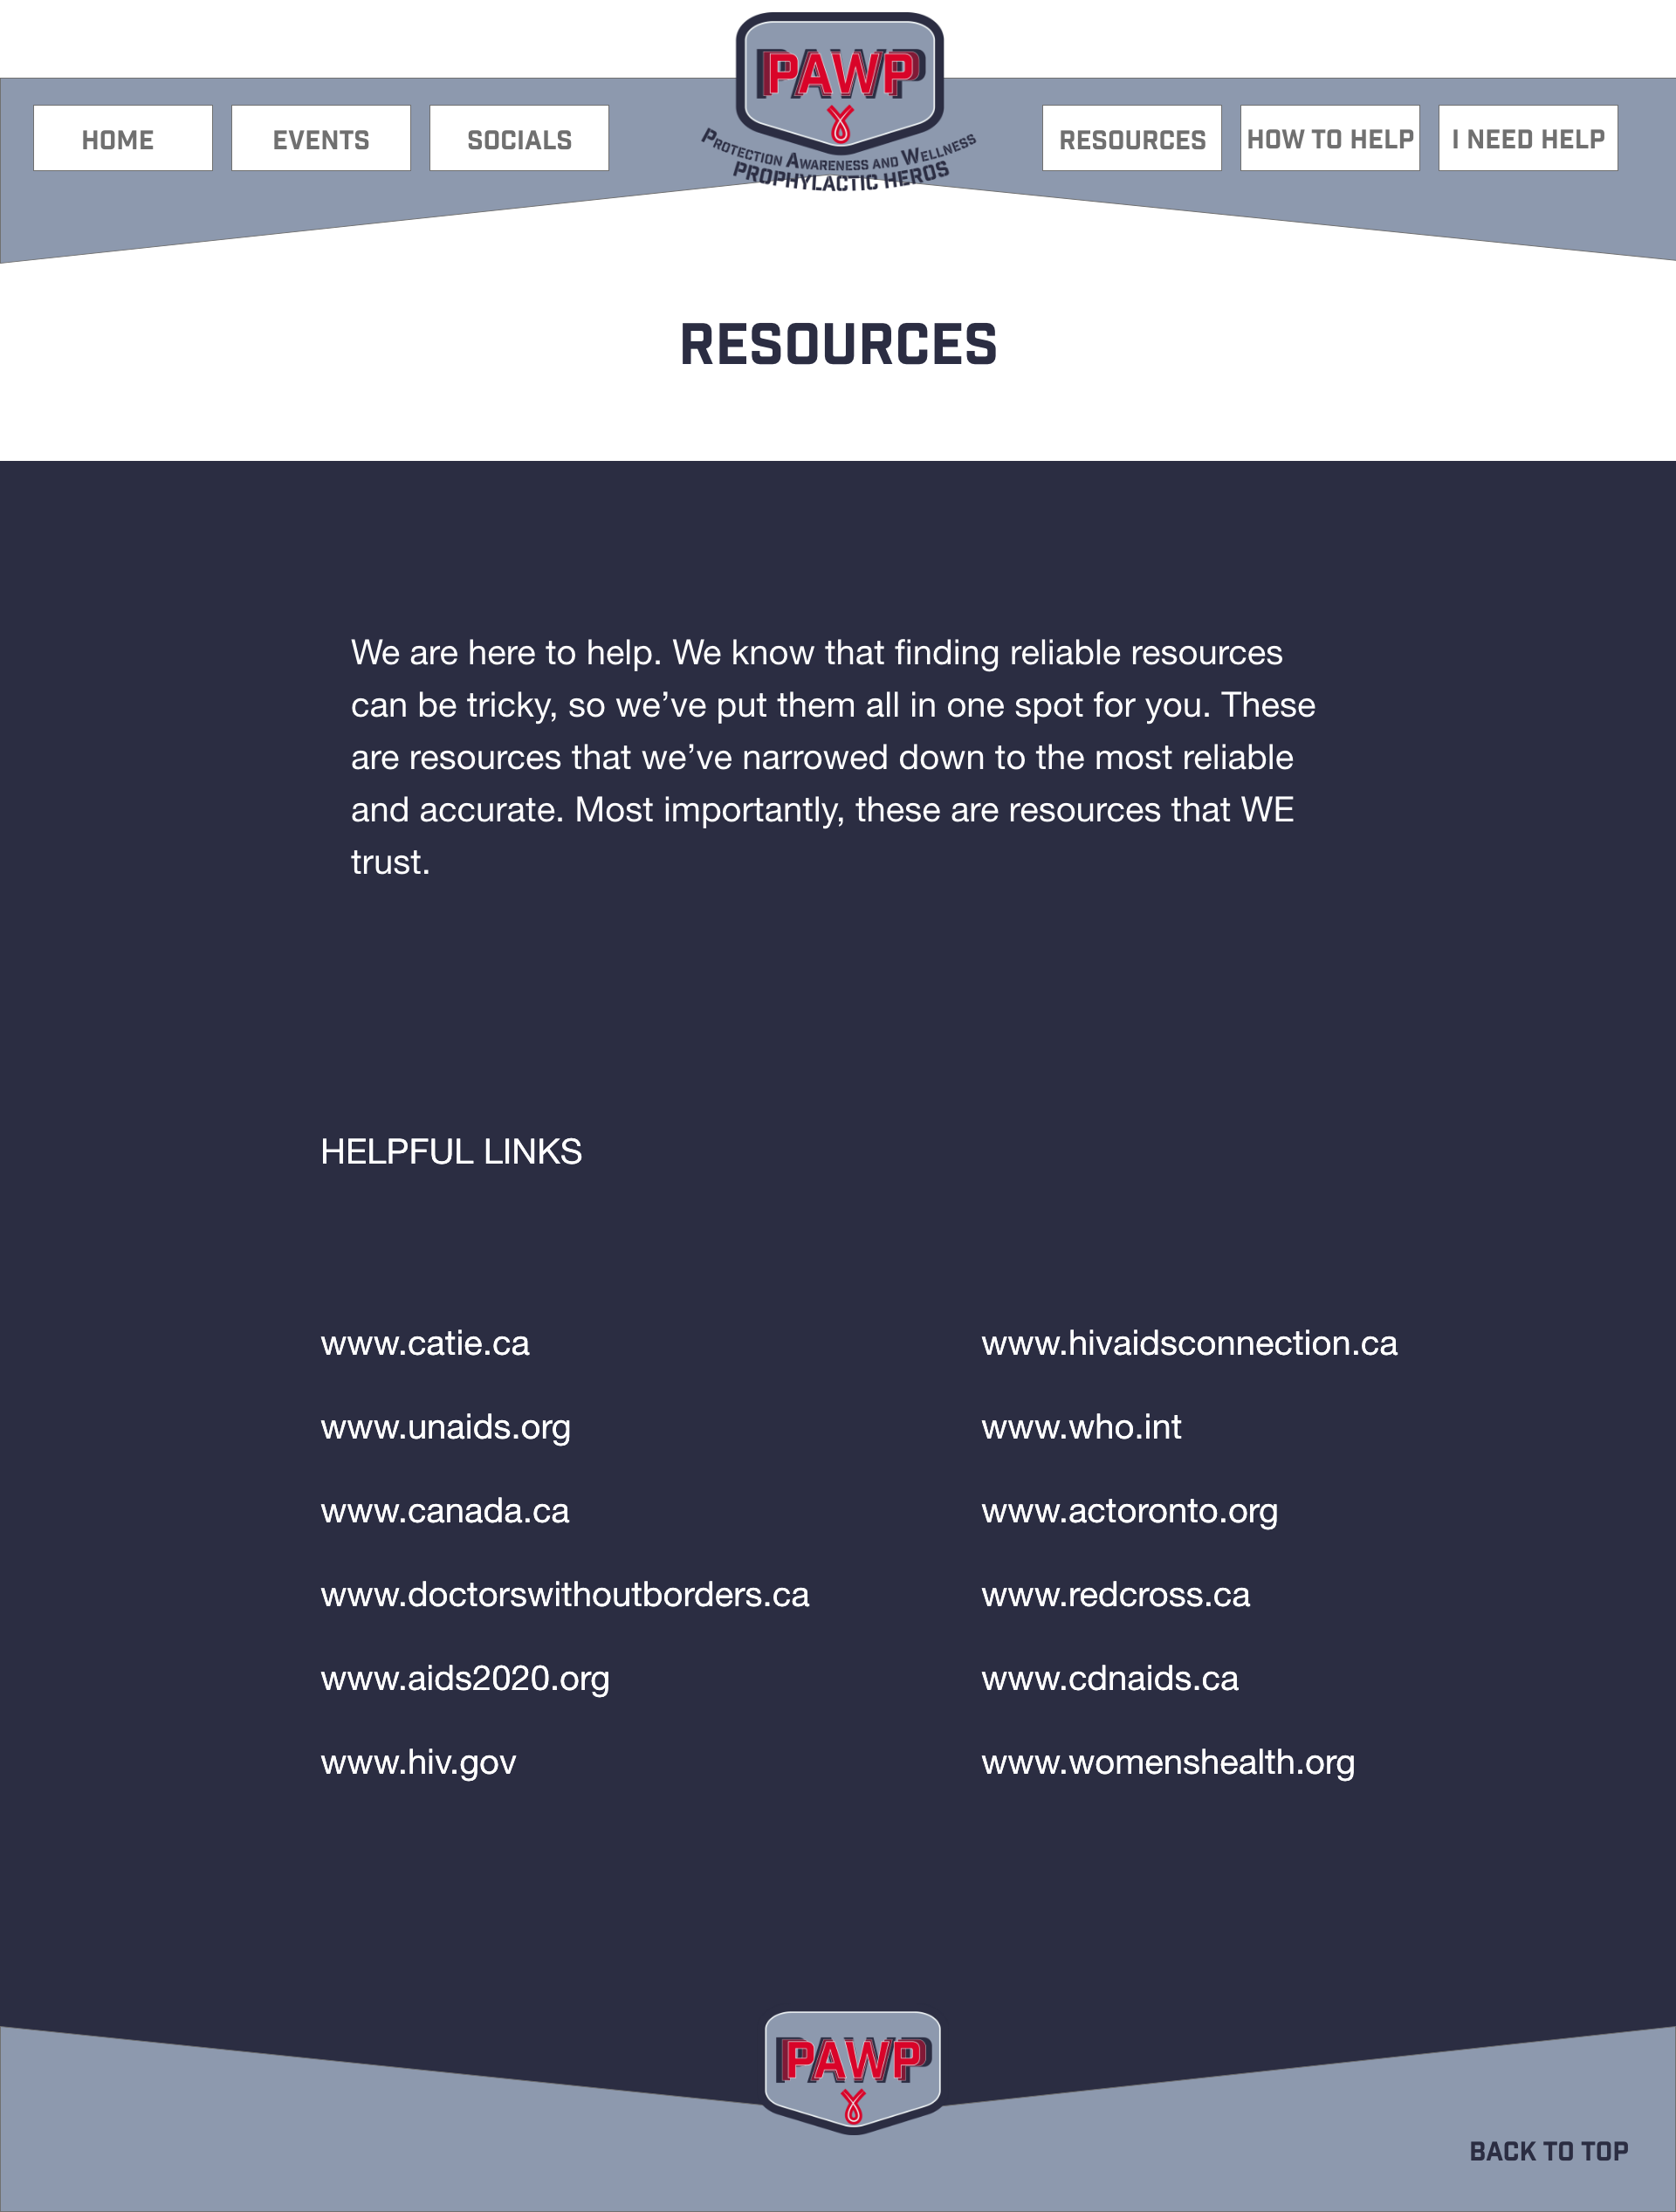 PAWP
HOME
EVENTS
SOCIALS
RESOURCES
HOW TO HELP
I NEED HELP
PROTECTION AWARENESS AND WELLNESS
PROPHYLACTIC HEROS
RESOURCES
We are here to help. We know that finding reliable resources
can be tricky, so we’ve put them all in one spot for you. These
are resources that we’ve narrowed down to the most reliable
and accurate. Most importantly, these are resources that WE
trust.
HELPFUL LINKS
www.catie.ca
www.unaids.org
www.canada.ca
www.doctorswithoutborders.ca
www.aids2020.org
www.hiv.gov
www.hivaidsconnection.ca
www.who.int
www.actoronto.org
www.redcross.ca
www.cdnaids.ca
www.womenshealth.org
PAWP
BACK TO TOP